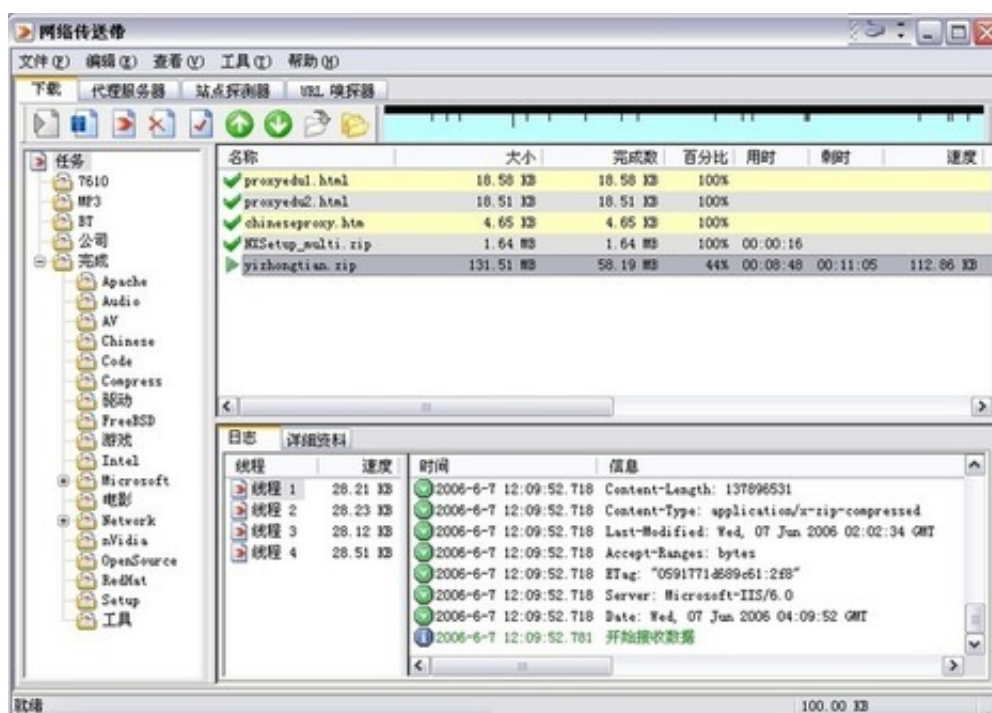 网络传送带
文件(F) 编辑(E) 查看(V) 工具(T) 帮助(H)
下载 代理服务器 站点探测器 URL 嗅探器
任务
7610
MP3
BT
公司
完成
Apache
Audio
AV
Chinese
Code
Compress
驱动
FreeBSD
游戏
Intel
Microsoft
电影
Network
nVidia
OpenSource
RedHat
Setup
工具
名称 大小 完成数 百分比 用时 剩时 速度
proxyedu1.html 18.58 KB 18.58 KB 100%
proxyedu2.html 18.51 KB 18.51 KB 100%
chineseproxy.htm 4.65 KB 4.65 KB 100%
NXSetup_multi.zip 1.64 MB 1.64 MB 100% 00:00:16
yizhongtian.zip 131.51 MB 58.19 MB 44% 00:08:48 00:11:05 112.86 KB
日志 详细资料
线程 速度
线程 1 28.21 KB
线程 2 28.23 KB
线程 3 28.12 KB
线程 4 28.51 KB
时间 信息
2006-6-7 12:09:52.718 Content-Length: 137896531
2006-6-7 12:09:52.718 Content-Type: application/x-zip-compressed
2006-6-7 12:09:52.718 Last-Modified: Wed, 07 Jun 2006 02:02:34 GMT
2006-6-7 12:09:52.718 Accept-Ranges: bytes
2006-6-7 12:09:52.718 ETag: "0591771d689c61:2f8"
2006-6-7 12:09:52.718 Server: Microsoft-IIS/6.0
2006-6-7 12:09:52.718 Date: Wed, 07 Jun 2006 04:09:52 GMT
2006-6-7 12:09:52.781 开始接收数据
就绪 100.00 KB